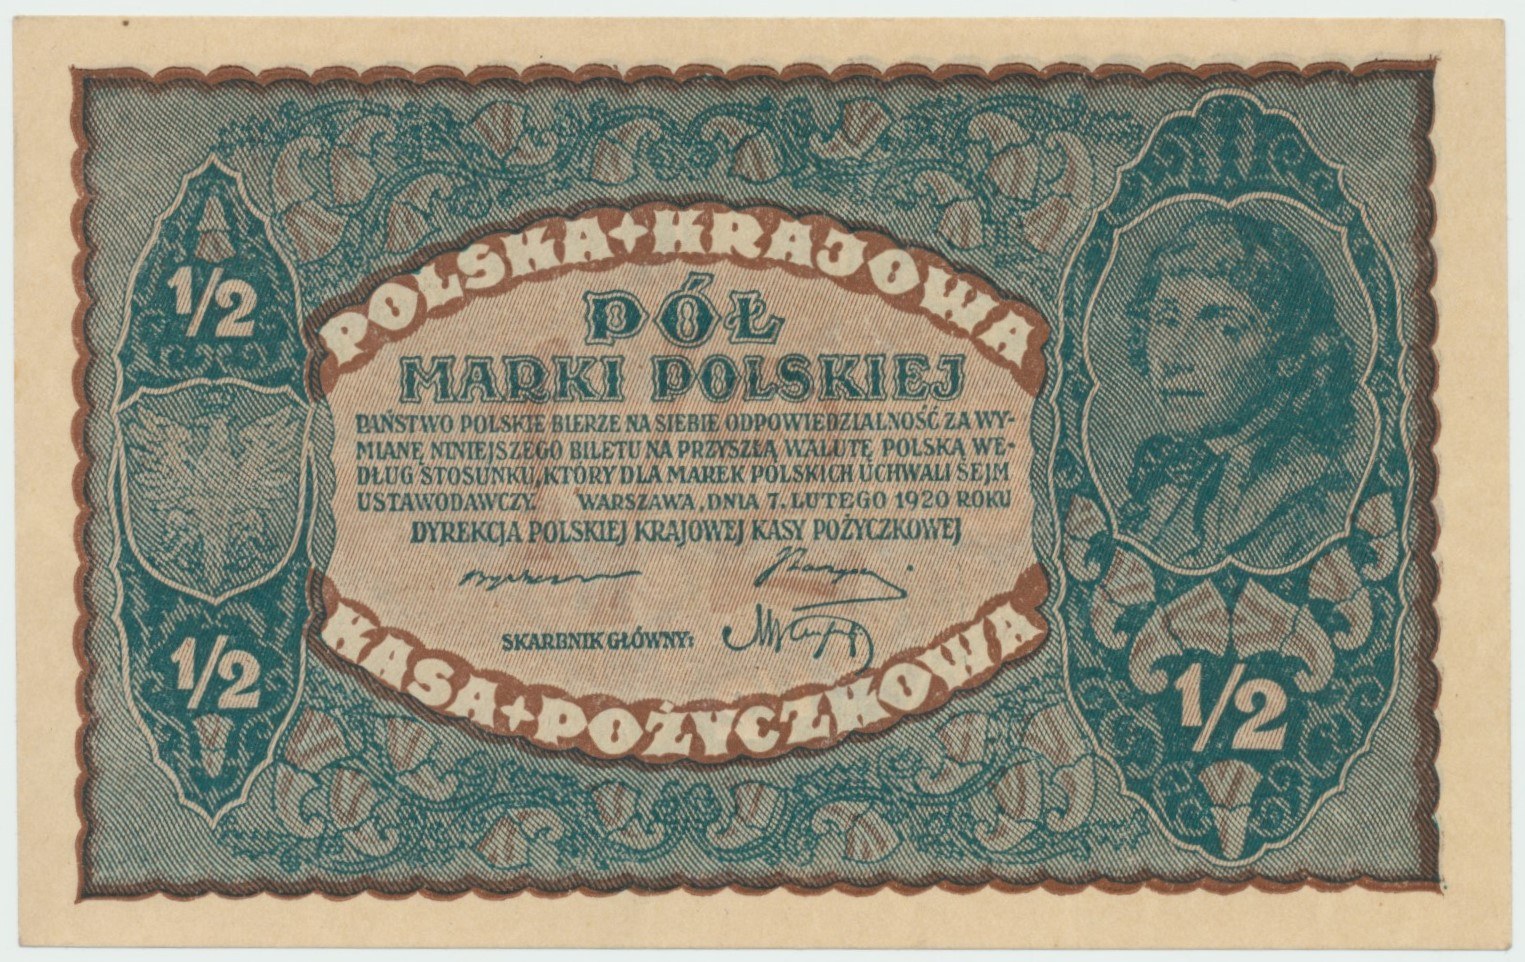 POLSKA + KRAJOWA
1/2
PÓŁ
MARKI POLSKIEJ
PAŃSTWO POLSKIE BIERZE NA SIEBIE ODPOWIEDZIALNOŚĆ ZA WY-
MIANĘ NINIEJSZEGO BILETU NA PRZYSZŁĄ WALUTĘ POLSKĄ WE-
DŁUG STOSUNKU, KTÓRY DLA MAREK POLSKICH UCHWALI SEJM
USTAWODAWCZY. WARSZAWA, DNIA 7. LUTEGO 1920 ROKU
DYREKCJA POLSKIEJ KRAJOWEJ KASY POŻYCZKOWEJ
SKARBNIK GŁÓWNY:
1/2
1/2
KASA + POŻYCZKOWA